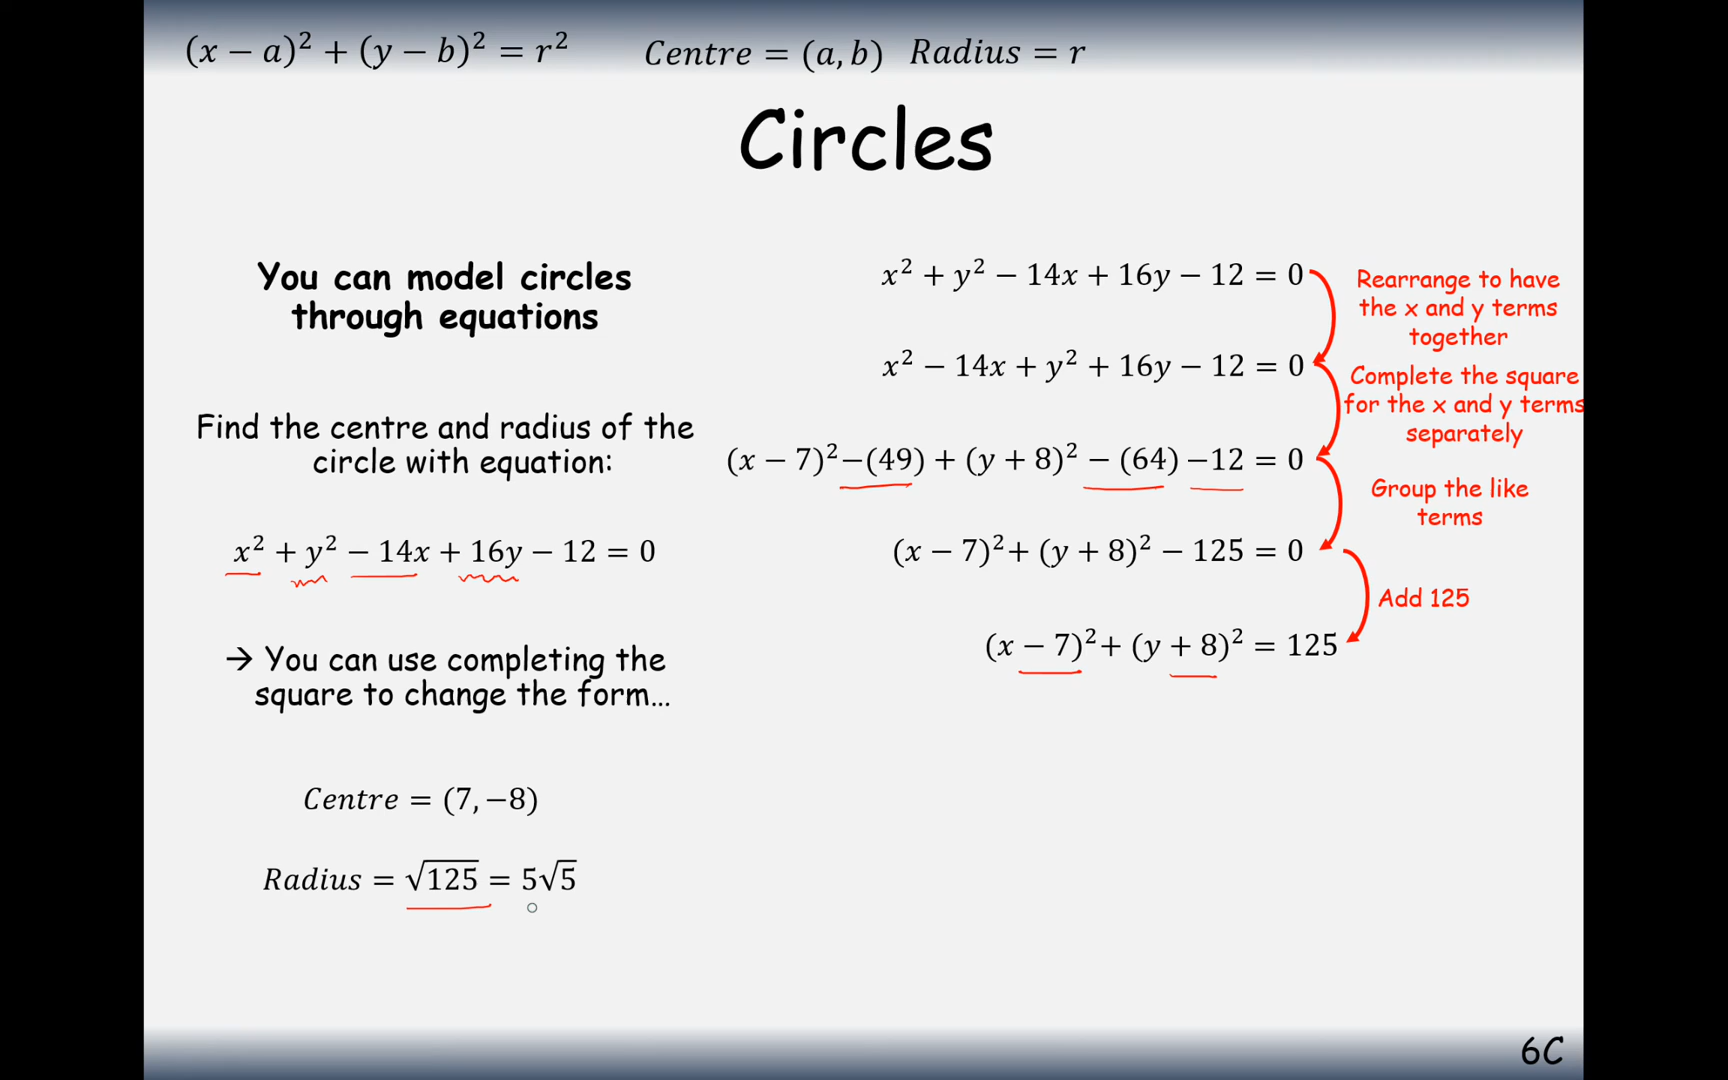 (x − a)² + (y − b)² = r² Centre = (a, b) Radius = r
Circles
You can model circles
through equations
Find the centre and radius of the
circle with equation:
x² + y² − 14x + 16y − 12 = 0
→ You can use completing the
square to change the form…
Centre = (7, −8)
Radius = √125 = 5√5
x² + y² − 14x + 16y − 12 = 0
x² − 14x + y² + 16y − 12 = 0
(x − 7)² −(49) + (y + 8)² − (64) −12 = 0
(x − 7)²+ (y + 8)² − 125 = 0
(x − 7)²+ (y + 8)² = 125
Rearrange to have
the x and y terms
together
Complete the square
for the x and y terms
separately
Group the like
terms
Add 125
6C